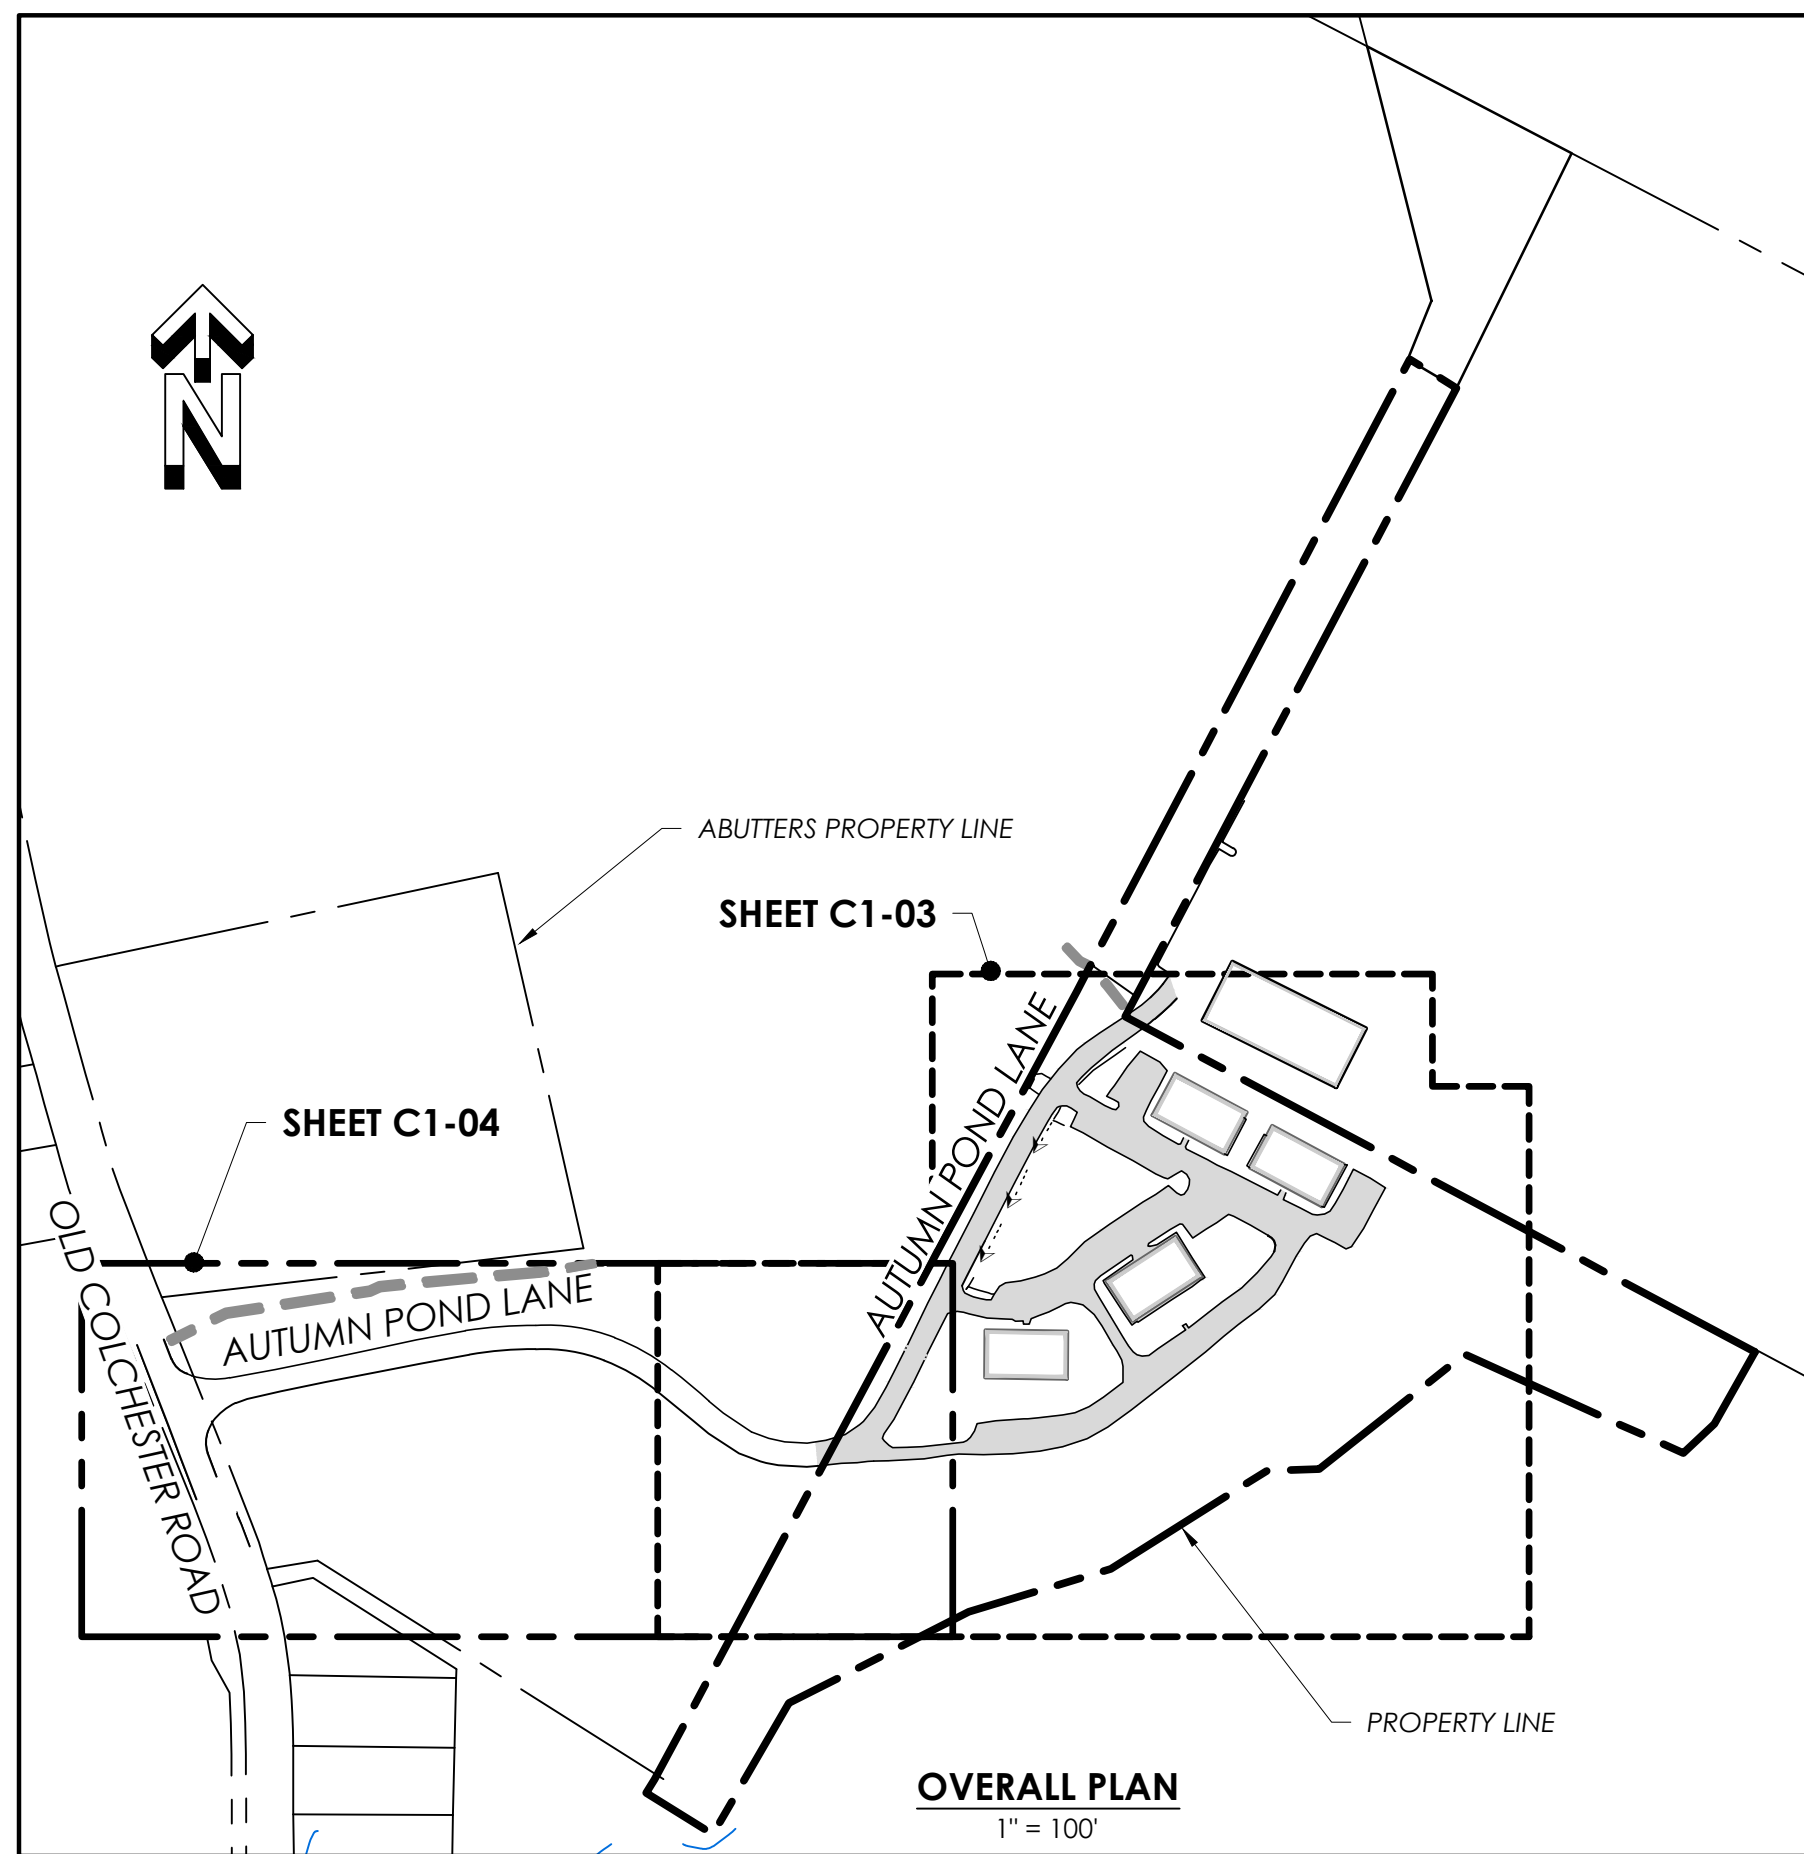 N
ABUTTERS PROPERTY LINE
SHEET C1-03
AUTUMN POND LANE
SHEET C1-04
AUTUMN POND LANE
OLD COLCHESTER ROAD
PROPERTY LINE
OVERALL PLAN
1" = 100'